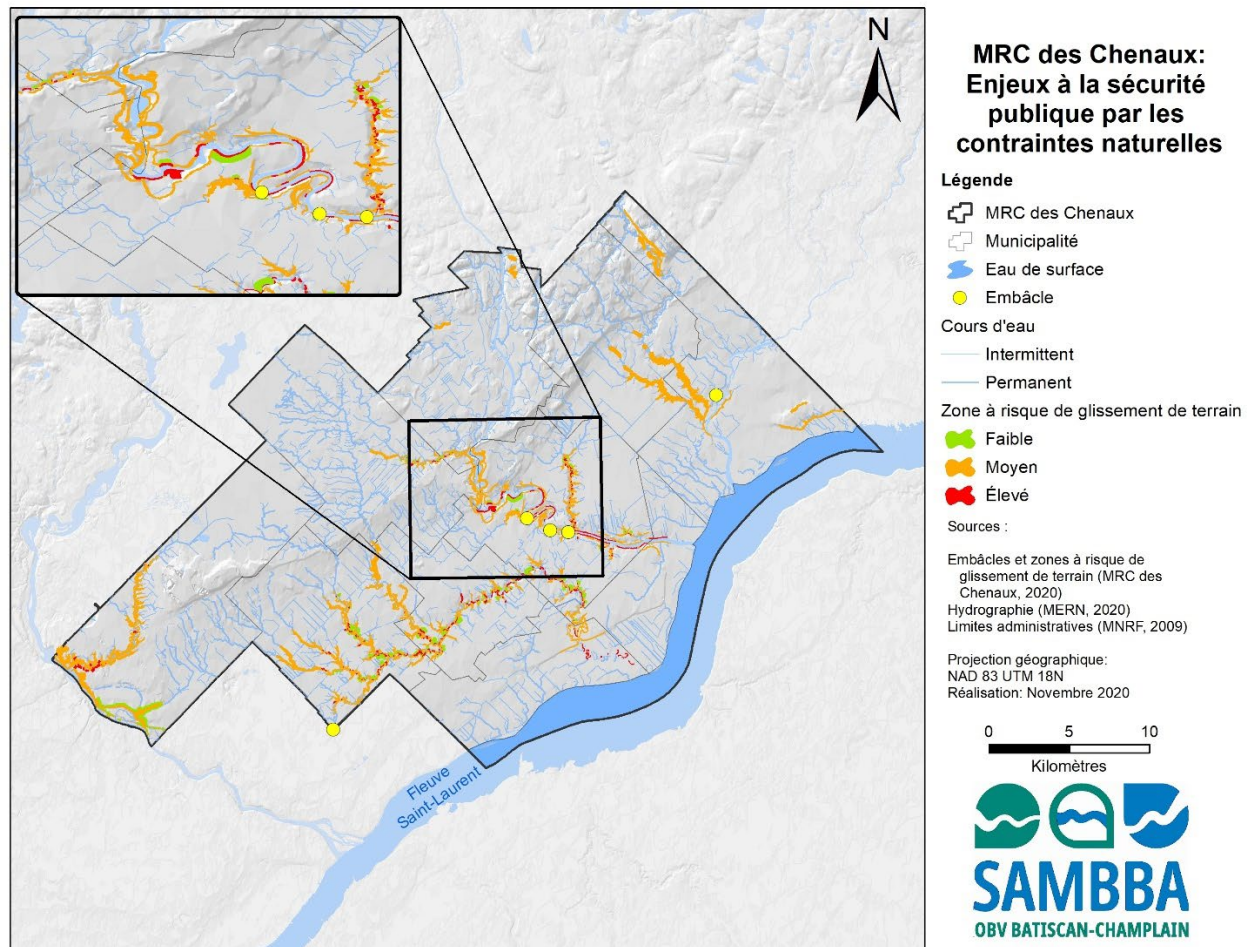 N
Fleuve
Saint-Laurent
MRC des Chenaux:
Enjeux à la sécurité
publique par les
contraintes naturelles
Légende
MRC des Chenaux
Municipalité
Eau de surface
Embâcle
Cours d'eau
Intermittent
Permanent
Zone à risque de glissement de terrain
Faible
Moyen
Élevé
Sources :
Embâcles et zones à risque de
glissement de terrain (MRC des
Chenaux, 2020)
Hydrographie (MERN, 2020)
Limites administratives (MNRF, 2009)
Projection géographique:
NAD 83 UTM 18N
Réalisation: Novembre 2020
0 5 10
Kilomètres
SAMBBA
OBV BATISCAN-CHAMPLAIN